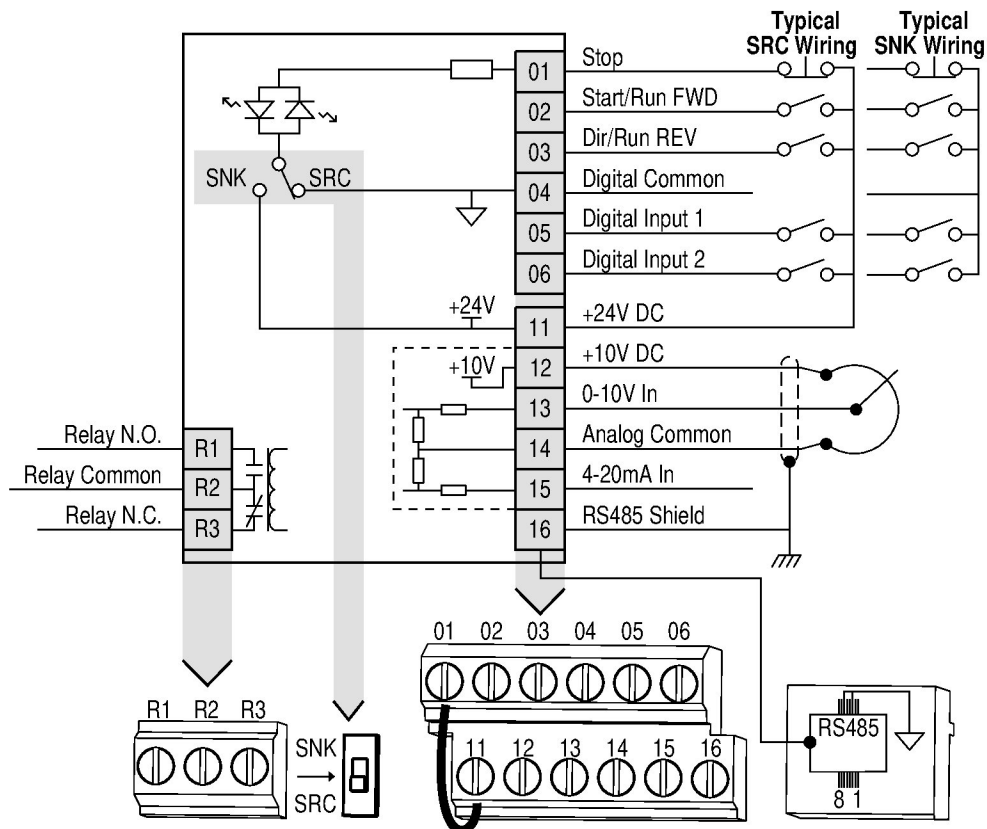 Typical
SRC Wiring
Typical
SNK Wiring
01 Stop
02 Start/Run FWD
03 Dir/Run REV
SNK
SRC
04 Digital Common
05 Digital Input 1
06 Digital Input 2
+24V
11 +24V DC
+10V
12 +10V DC
13 0-10V In
14 Analog Common
15 4-20mA In
16 RS485 Shield
Relay N.O. R1
Relay Common R2
Relay N.C. R3
01 02 03 04 05 06
R1 R2 R3
SNK
SRC
11 12 13 14 15 16
RS485
8 1